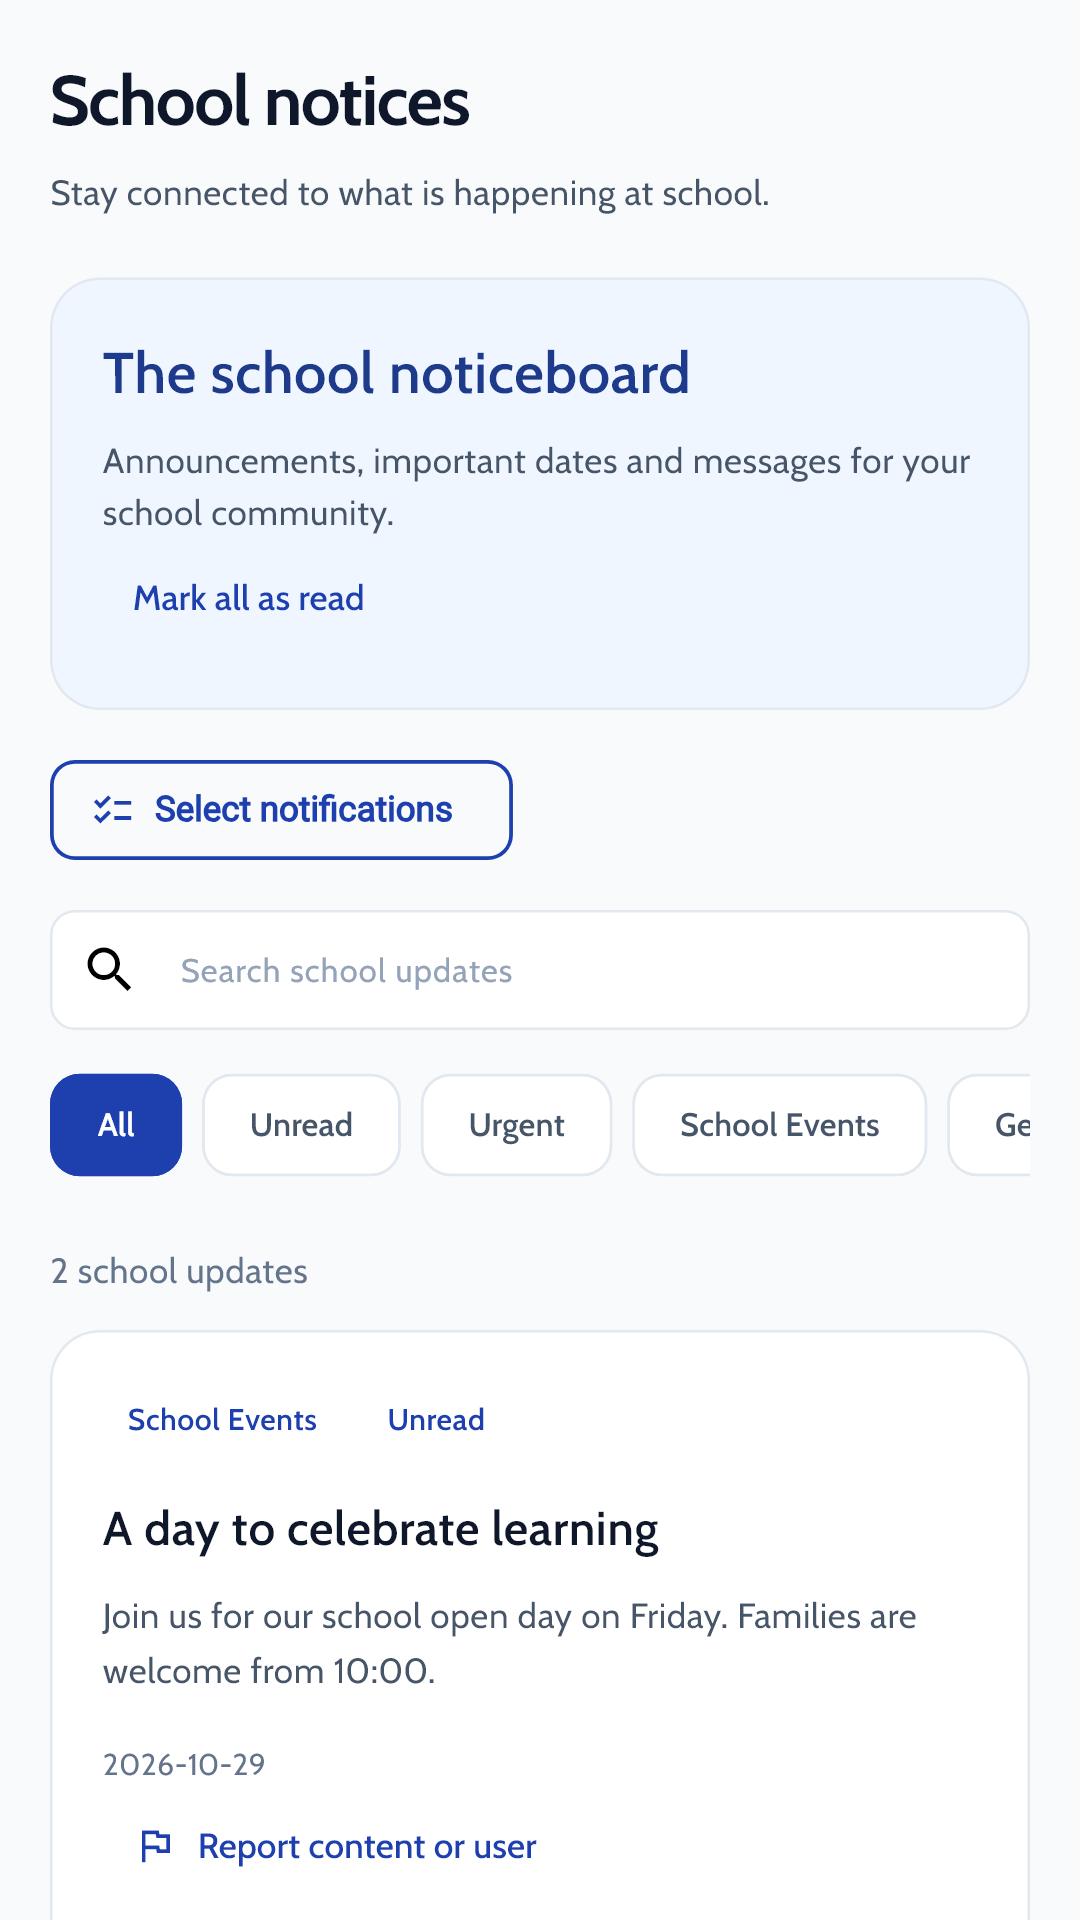 School notices
Stay connected to what is happening at school.
The school noticeboard
Announcements, important dates and messages for your
school community.
Mark all as read
Select notifications
Search school updates
All
Unread
Urgent
School Events
Ge
2 school updates
School Events
Unread
A day to celebrate learning
Join us for our school open day on Friday. Families are
welcome from 10:00.
2026-10-29
Report content or user